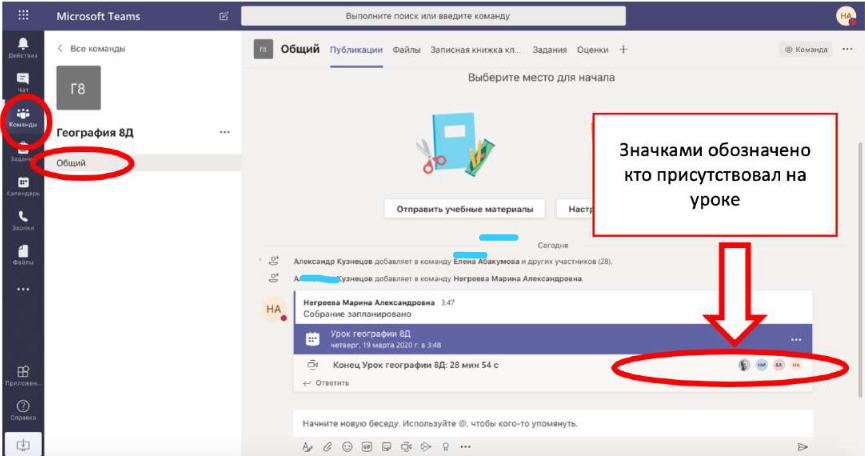 Microsoft Teams
Выполните поиск или введите команду
НА
Действия
Чат
Команды
Задания
Календарь
Звонки
Файлы
Приложен...
Справка
Все команды
Г8
География 8Д
Общий
Г8 Общий Публикации Файлы Записная книжка кл... Задания Оценки Команда
Выберите место для начала
Значками обозначено
кто присутствовал на
уроке
Отправить учебные материалы
Настр
Сегодня
Александр Кузнецов добавляет в команду Елена Абакумова и других участников (28).
Кузнецов добавляет в команду Негреева Марина Александровна.
НА
Негреева Марина Александровна 3:47
Собрание запланировано
Урок географии 8Д
четверг, 19 марта 2020 г. в 3:48
Конец Урок географии 8Д: 28 мин 54 с
НА
Ответить
Начните новую беседу. Используйте @, чтобы кого-то упомянуть.